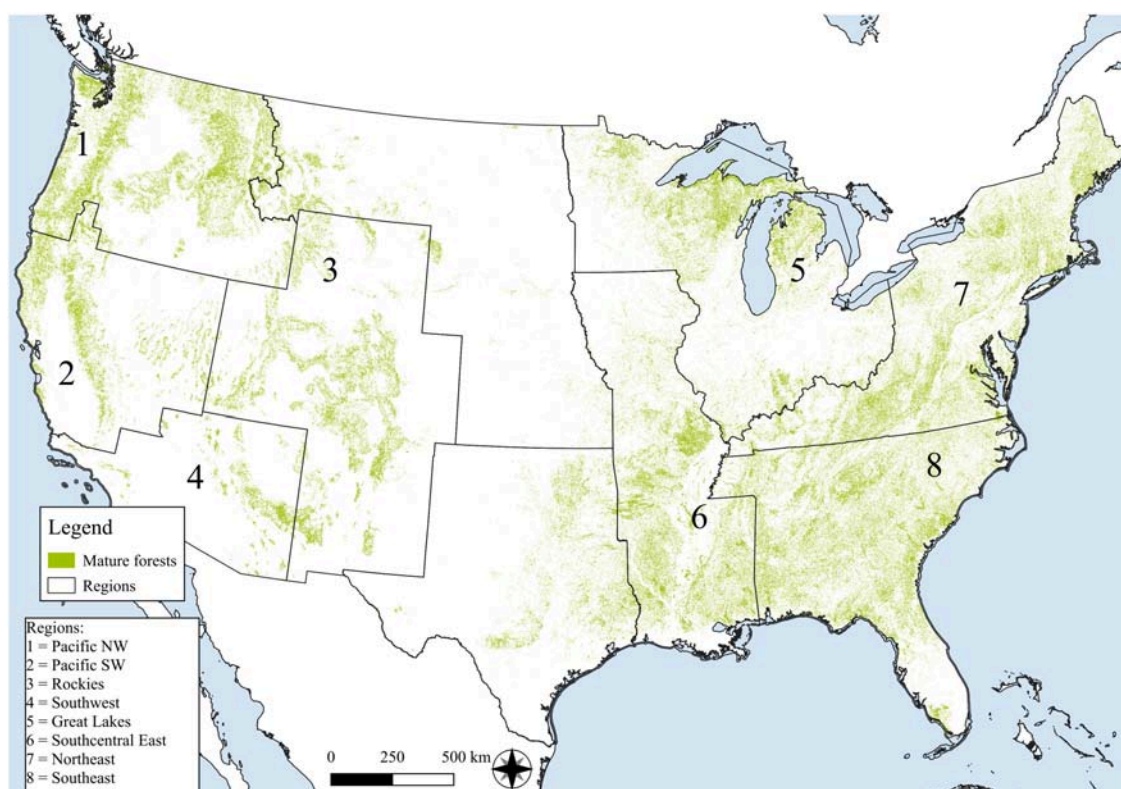 1
2
3
4
5
6
7
8
Legend
Mature forests
Regions
Regions:
1 = Pacific NW
2 = Pacific SW
3 = Rockies
4 = Southwest
5 = Great Lakes
6 = Southcentral East
7 = Northeast
8 = Southeast
0 250 500 km